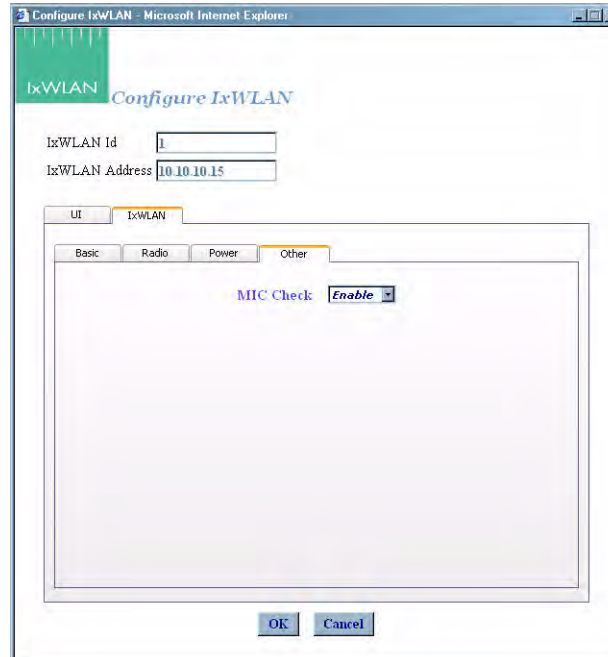 Configure IxWLAN - Microsoft Internet Explorer
IxWLAN
Configure IxWLAN
IxWLAN Id 1
IxWLAN Address 10.10.10.15
UI IxWLAN
Basic Radio Power Other
MIC Check Enable
OK Cancel